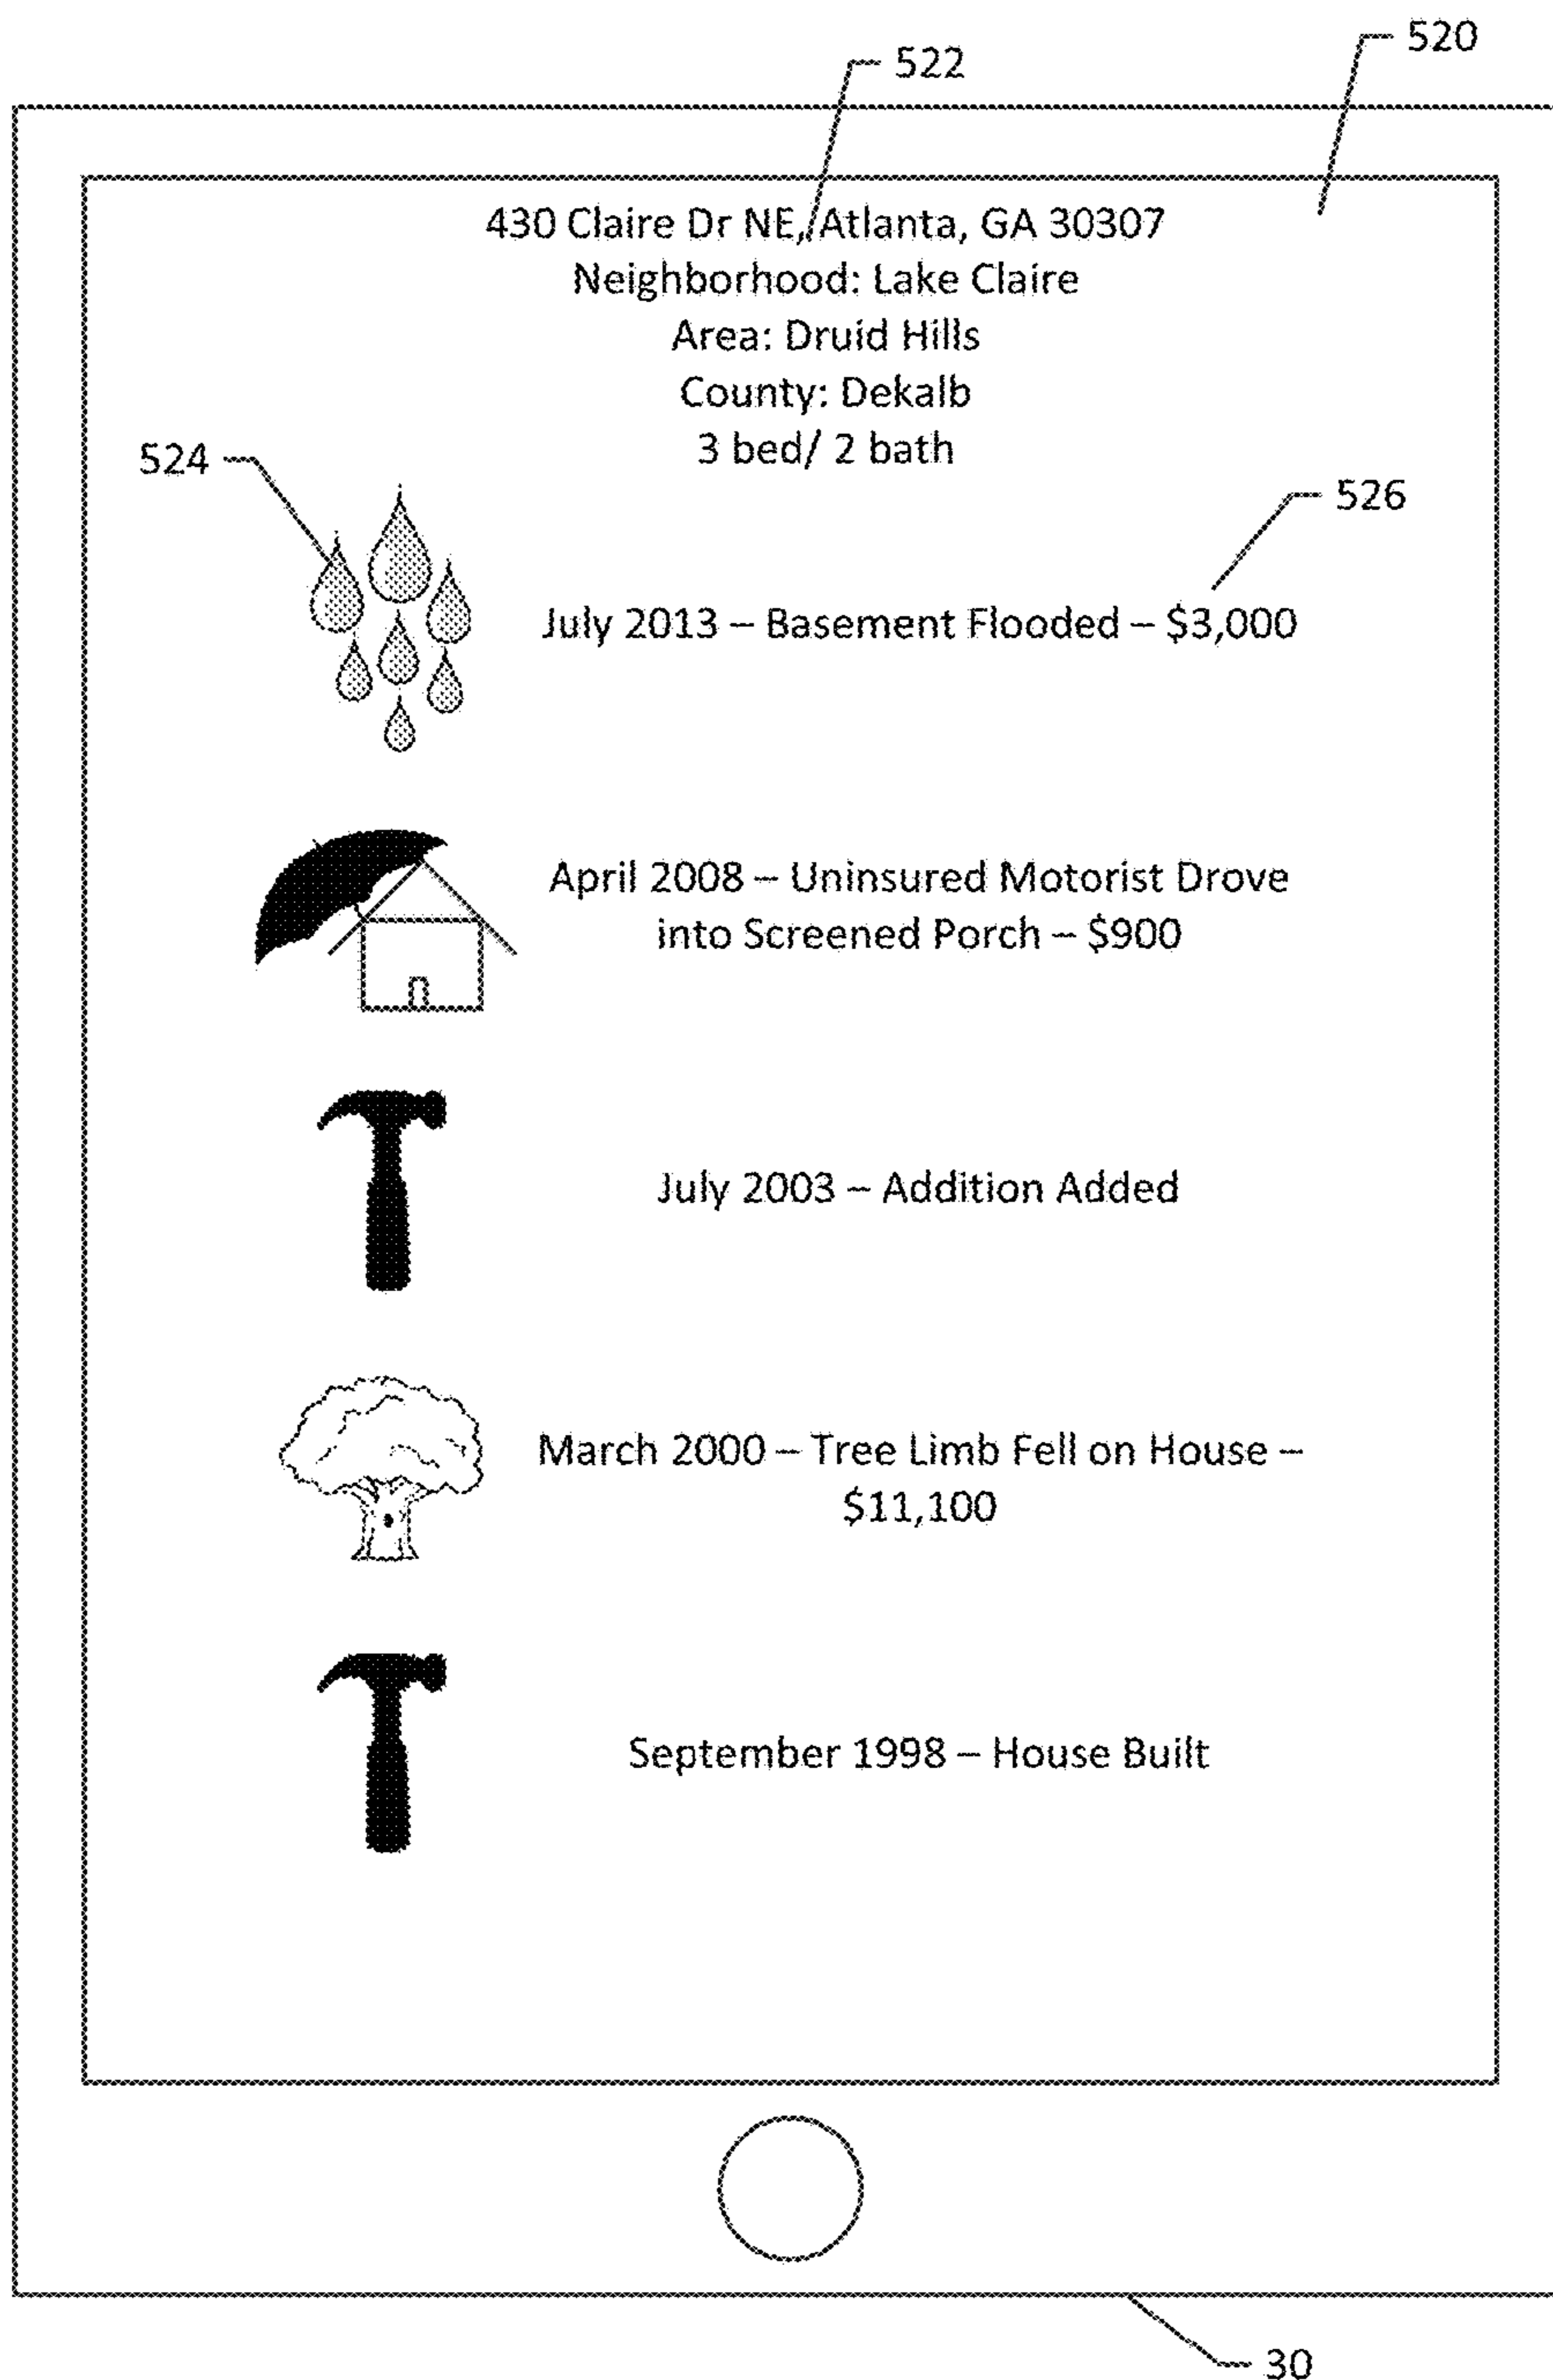 520
522
430 Claire Dr NE, Atlanta, GA 30307
Neighborhood: Lake Claire
Area: Druid Hills
County: Dekalb
3 bed/ 2 bath
524
526
July 2013 – Basement Flooded – $3,000
April 2008 – Uninsured Motorist Drove
into Screened Porch – $900
July 2003 – Addition Added
March 2000 – Tree Limb Fell on House –
$11,100
September 1998 – House Built
30